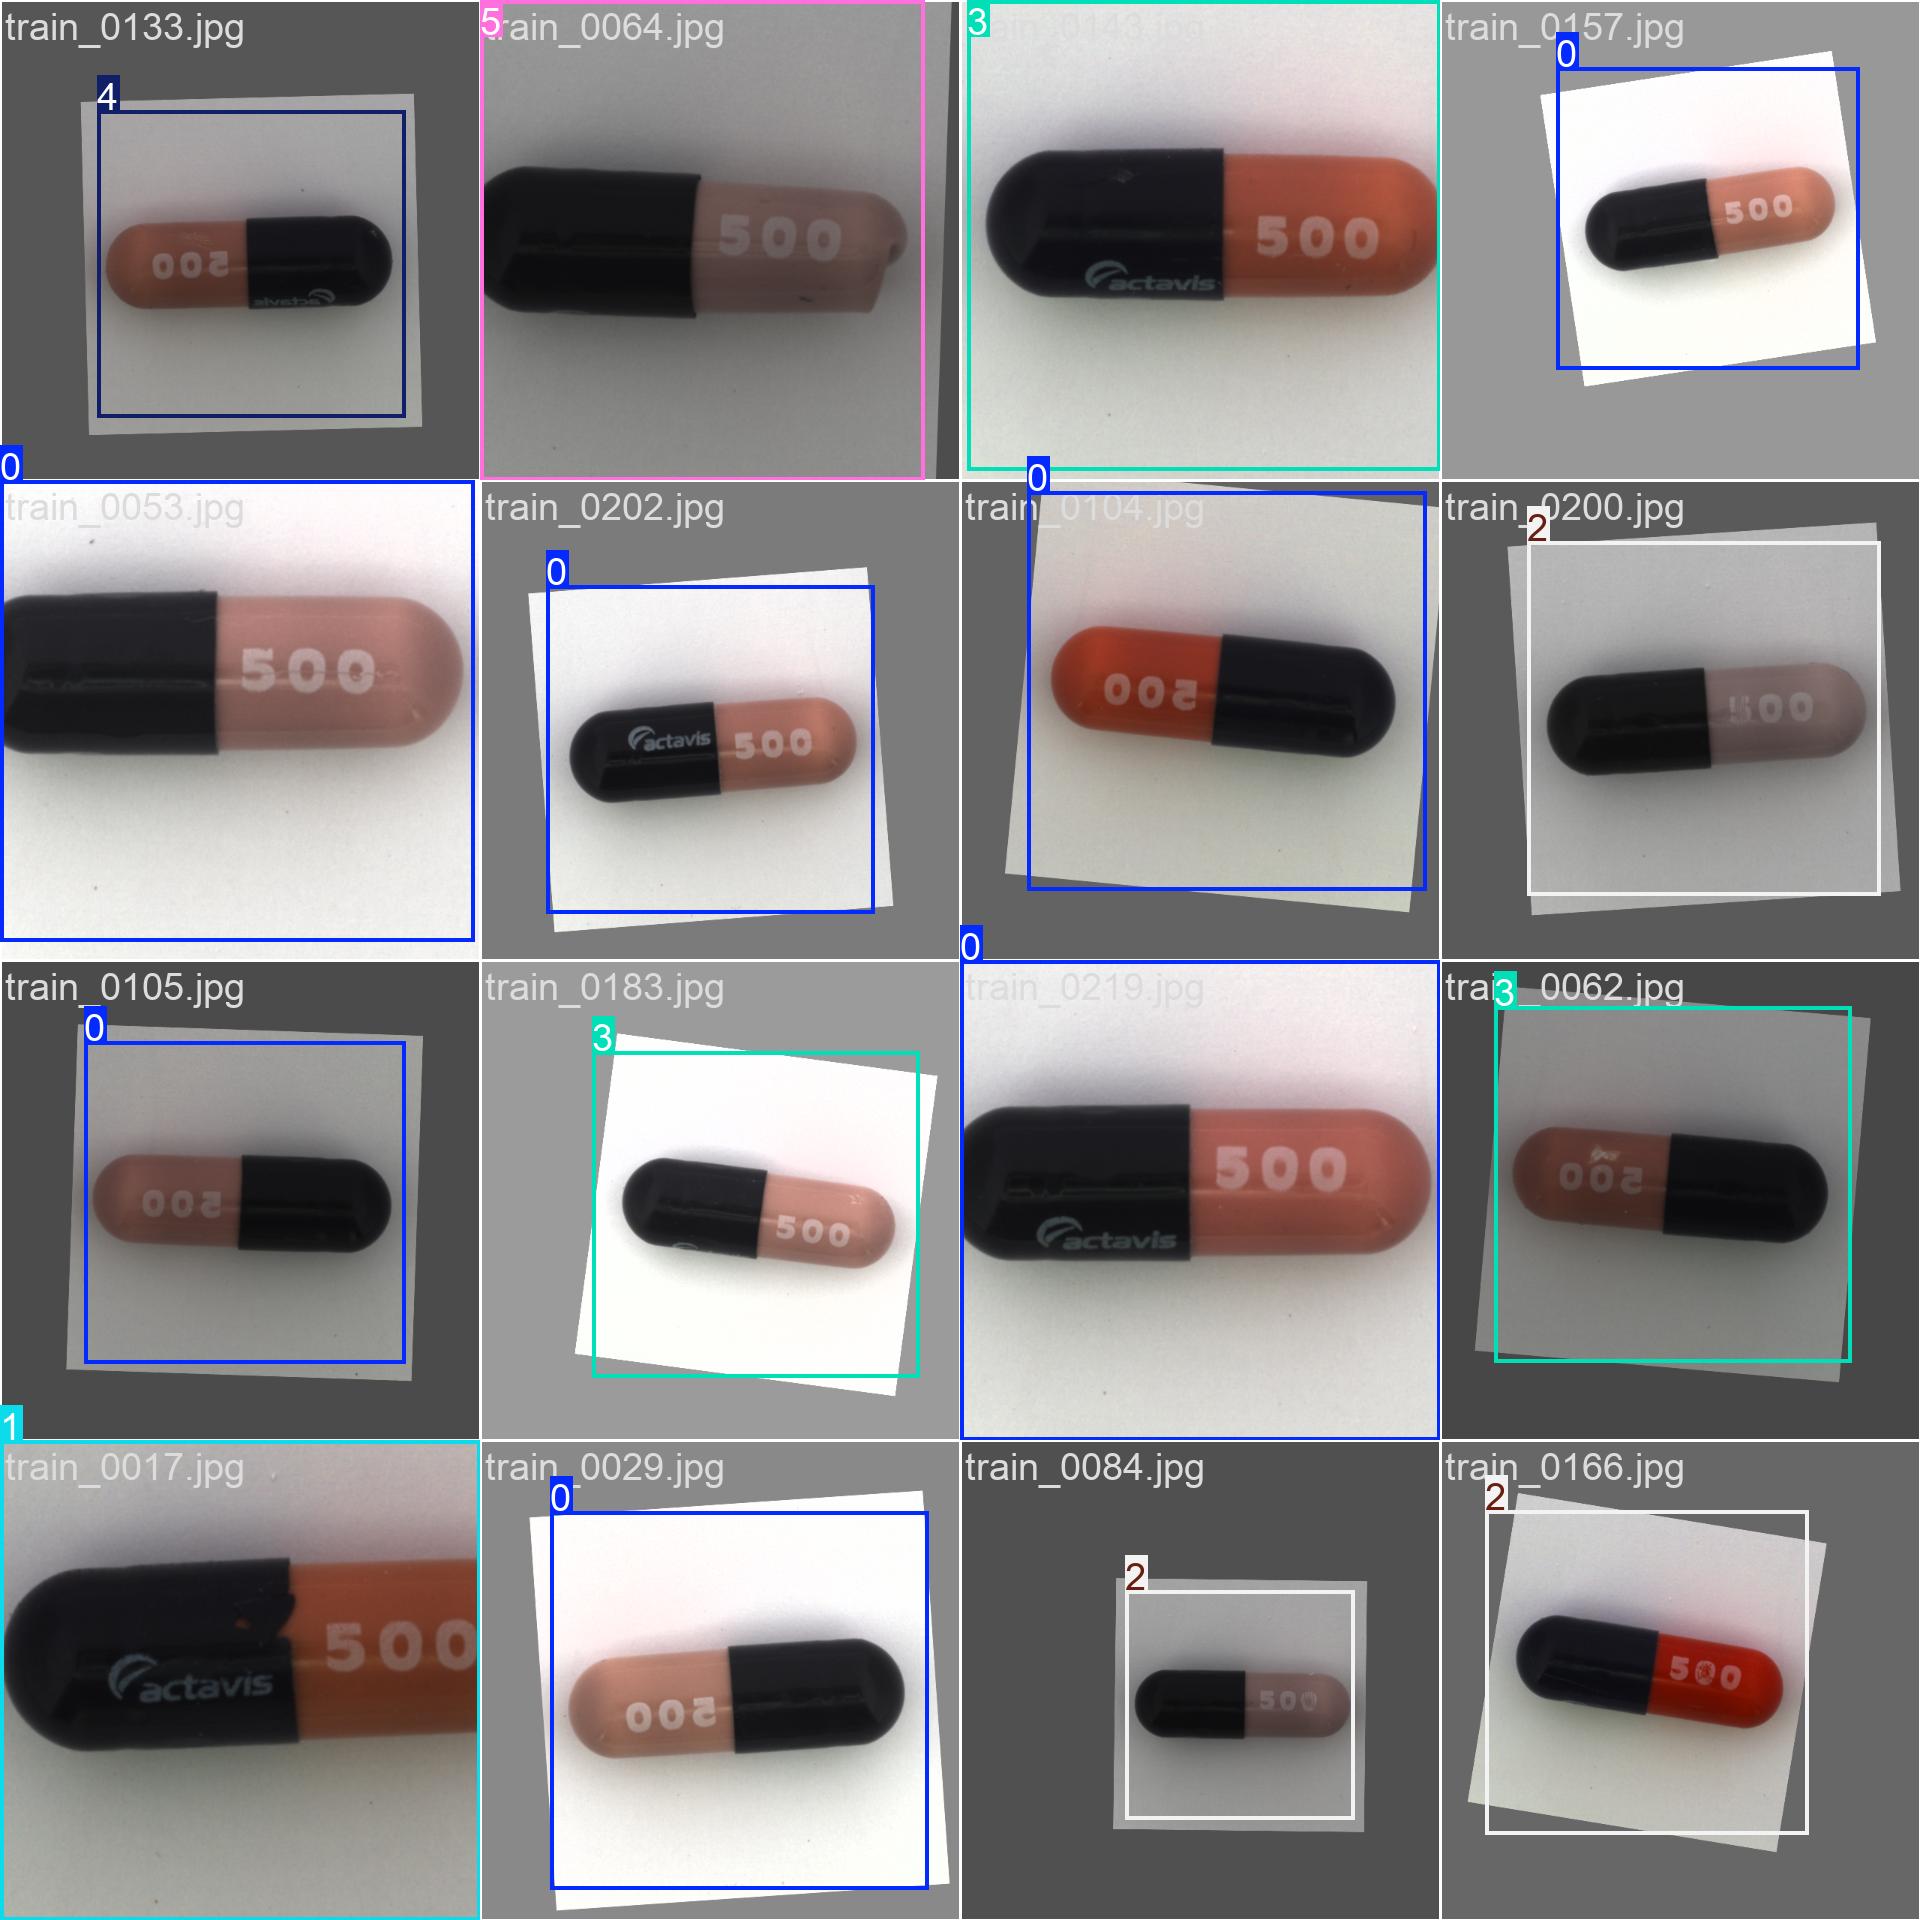 train_0133.jpg
4
500
actavis
train_0064.jpg
5
500
train_0143.jpg
3
500
actavis
train_0157.jpg
0
500
train_0053.jpg
0
500
train_0202.jpg
0
actavis
500
train_0104.jpg
0
500
train_0200.jpg
2
500
train_0105.jpg
0
500
train_0183.jpg
3
500
train_0219.jpg
0
500
actavis
train_0062.jpg
3
500
train_0017.jpg
1
500
actavis
train_0029.jpg
0
500
train_0084.jpg
2
500
train_0166.jpg
2
500